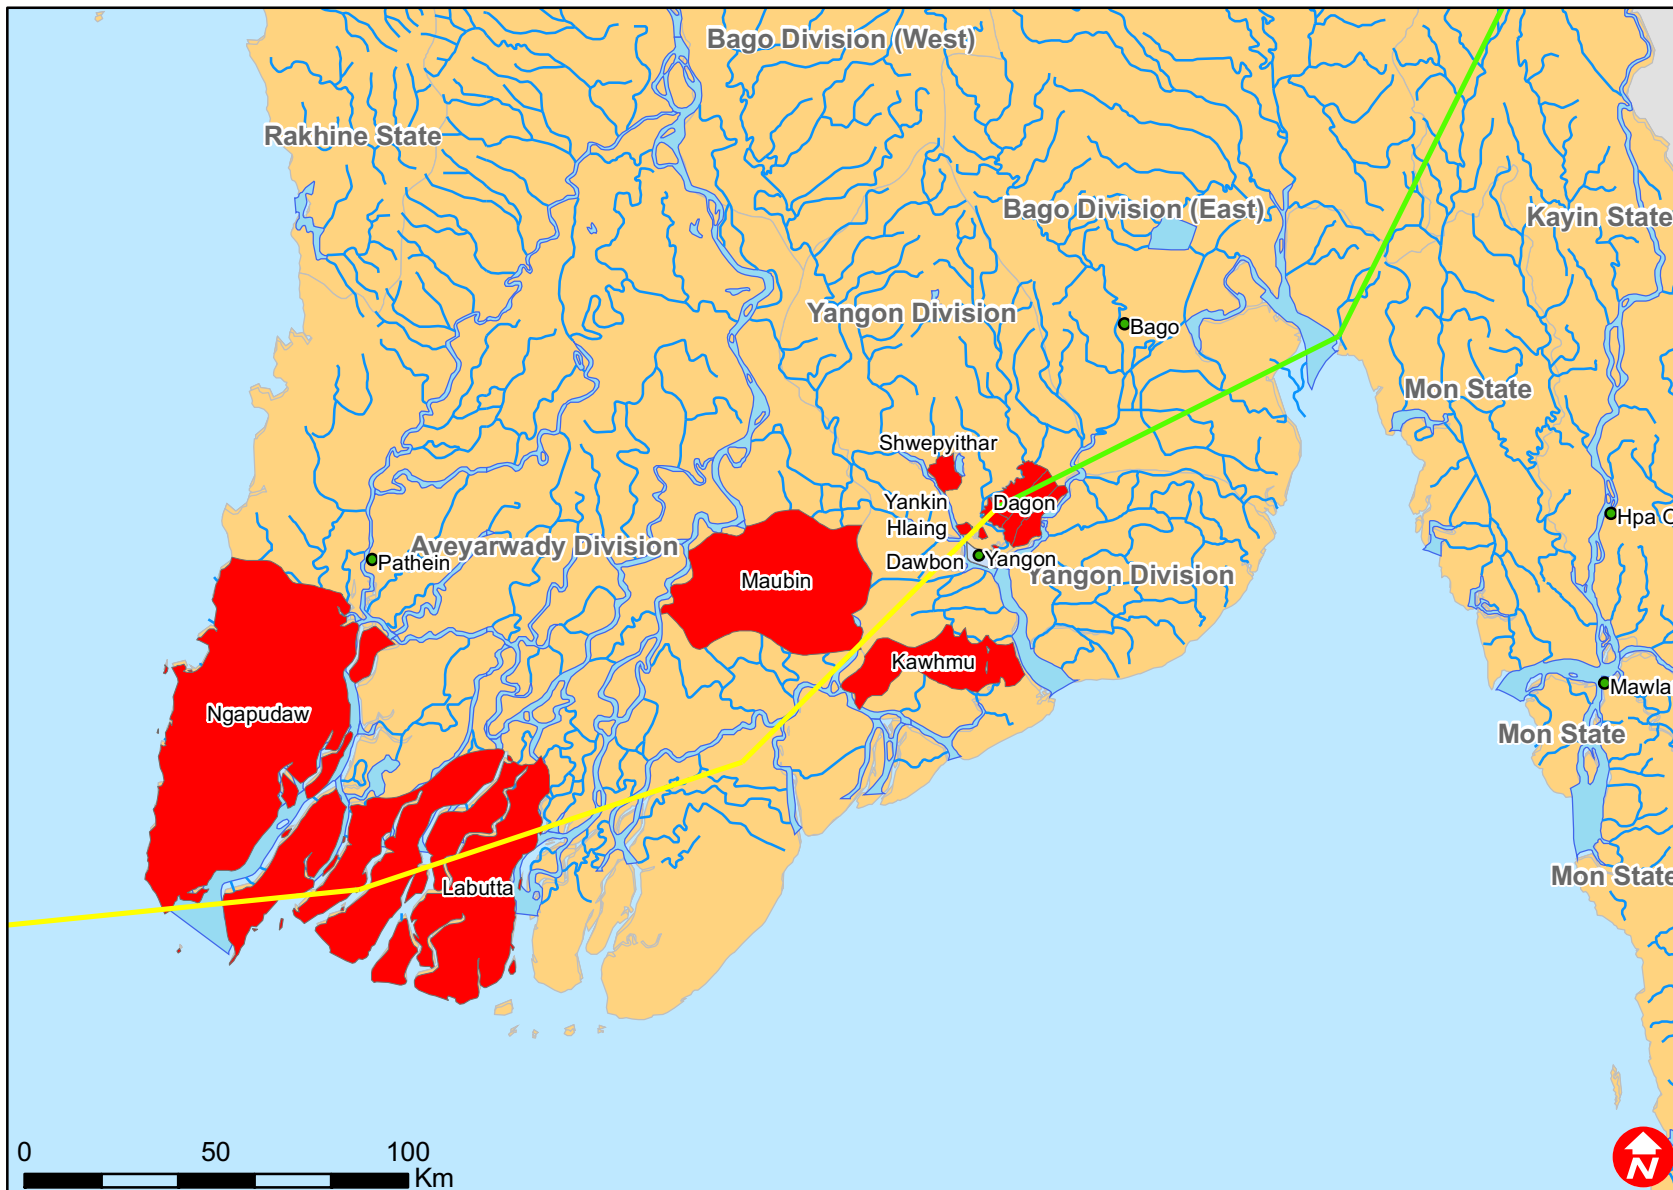 Bago Division (West)
Rakhine State
Bago Division (East)
Kayin State
Yangon Division
Bago
Mon State
Shwepyithar
Yankin
Dagon
Hlaing
Hpa
Ayeyarwady Division
Pathein
Dawbon
Yangon
Yangon Division
Maubin
Kawhmu
Mawla
Ngapudaw
Mon State
Labutta
Mon State
0 50 100
Km
N